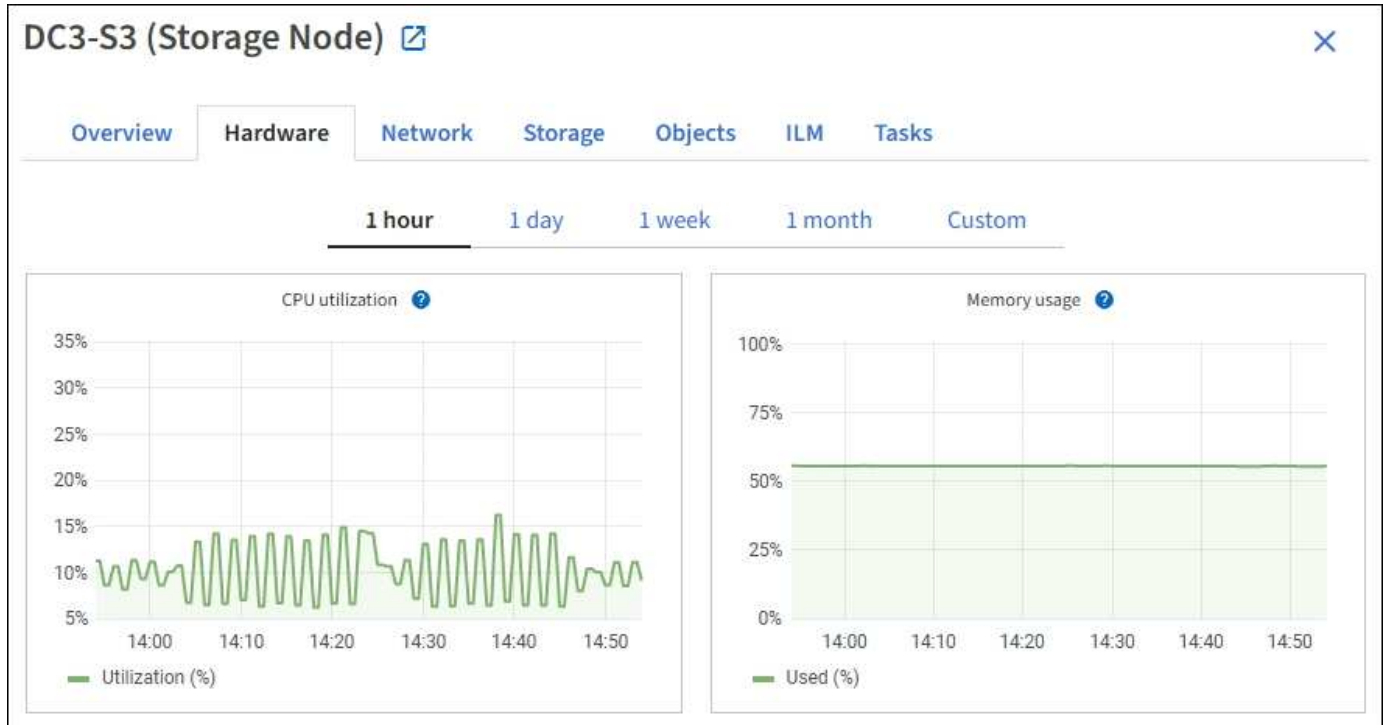 DC3-S3 (Storage Node)
Overview Hardware Network Storage Objects ILM Tasks
1 hour 1 day 1 week 1 month Custom
CPU utilization ?
35%
30%
25%
20%
15%
10%
5%
14:00 14:10 14:20 14:30 14:40 14:50
Utilization (%)
Memory usage ?
100%
75%
50%
25%
0%
14:00 14:10 14:20 14:30 14:40 14:50
Used (%)